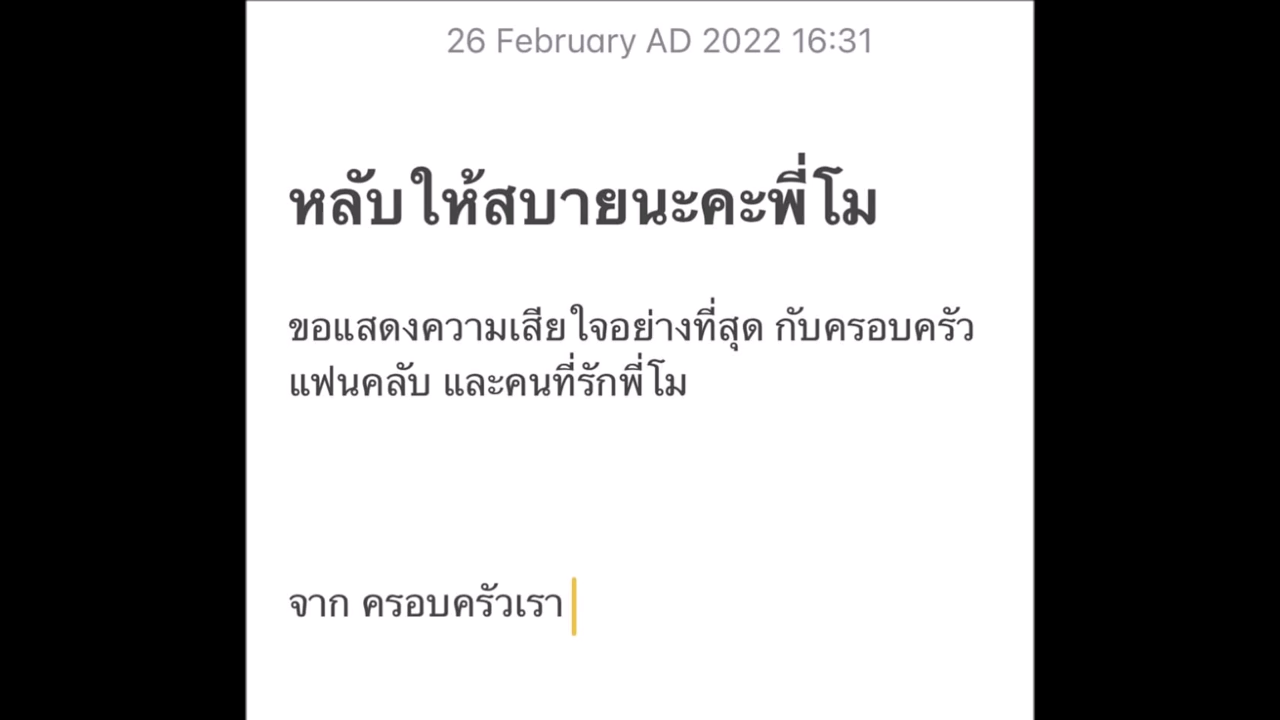 26 February AD 2022 16:31
หลับให้สบายนะคะพี่โม
ขอแสดงความเสียใจอย่างที่สุด กับครอบครัว
แฟนคลับ และคนที่รักพี่โม
จาก ครอบครัวเรา